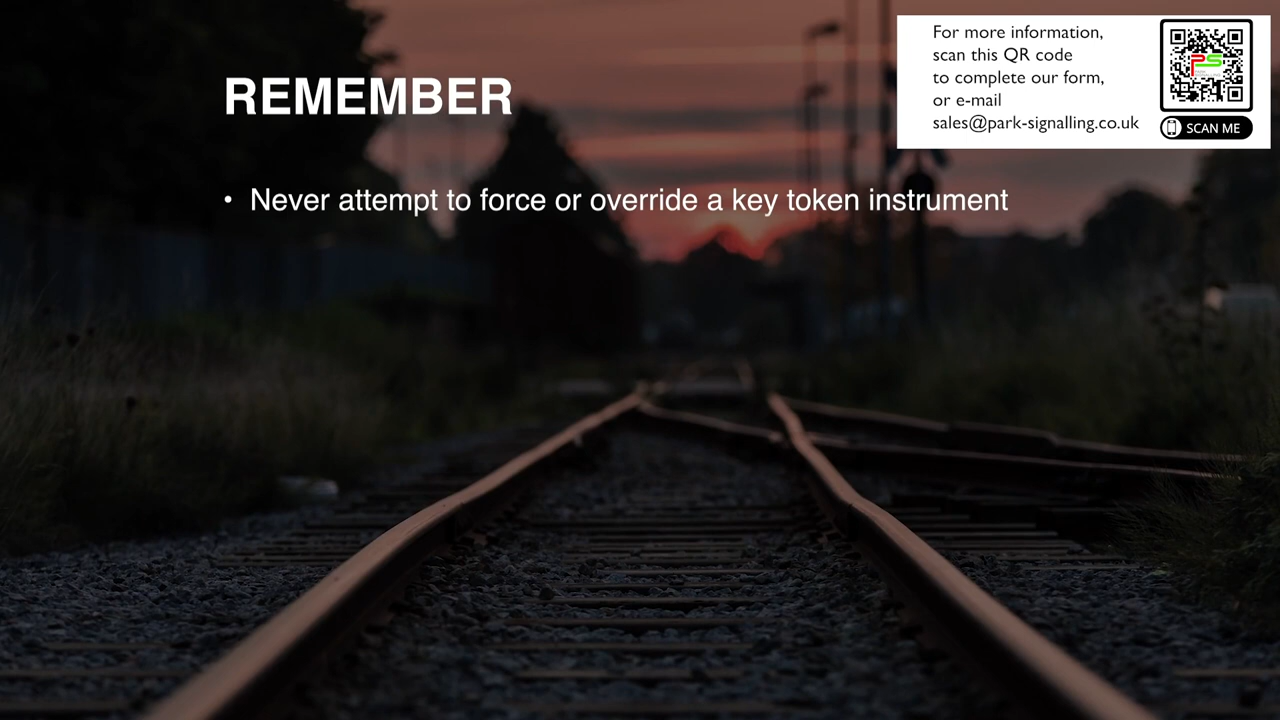 REMEMBER
• Never attempt to force or override a key token instrument
For more information,
scan this QR code
to complete our form,
or e-mail
sales@park-signalling.co.uk
PS
SCAN ME